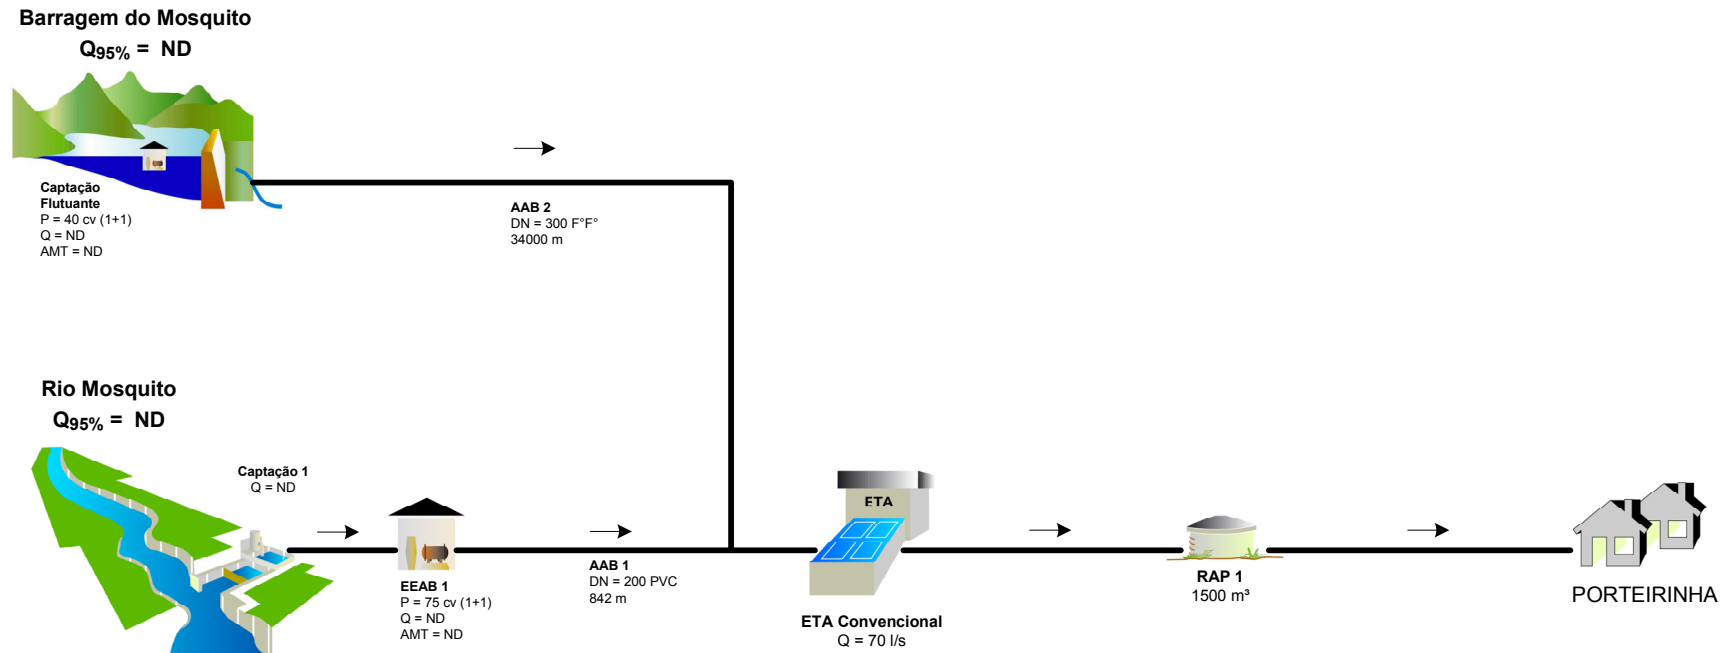 Barragem do Mosquito
Q95% = ND
Captação
Flutuante
P = 40 cv (1+1)
Q = ND
AMT = ND
AAB 2
DN = 300 F°F°
34000 m
Rio Mosquito
Q95% = ND
Captação 1
Q = ND
EEAB 1
P = 75 cv (1+1)
Q = ND
AMT = ND
AAB 1
DN = 200 PVC
842 m
ETA
ETA Convencional
Q = 70 l/s
RAP 1
1500 m³
PORTEIRINHA